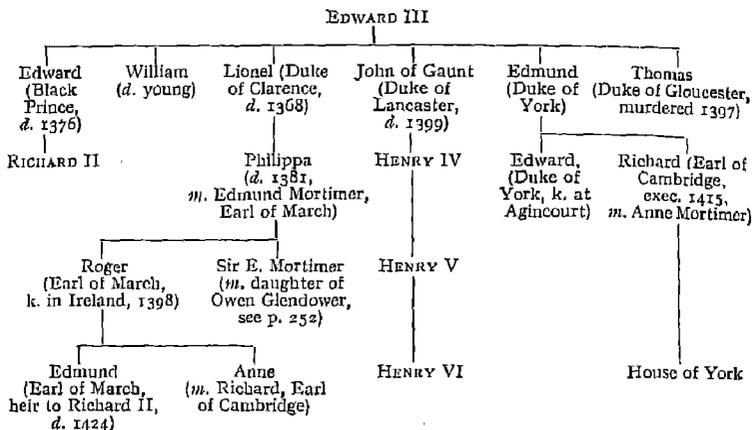 EDWARD III
Edward
(Black
Prince,
d. 1376)
William
(d. young)
Lionel (Duke
of Clarence,
d. 1368)
John of Gaunt
(Duke of
Lancaster,
d. 1399)
Edmund
(Duke of
York)
Thomas
(Duke of Gloucester,
murdered 1397)
RICHARD II
Philippa
(d. 1381,
m. Edmund Mortimer,
Earl of March)
HENRY IV
Edward,
(Duke of
York, k. at
Agincourt)
Richard (Earl of
Cambridge,
exec. 1415,
m. Anne Mortimer)
Roger
(Earl of March,
k. in Ireland, 1398)
Sir E. Mortimer
(m. daughter of
Owen Glendower,
see p. 252)
HENRY V
Edmund
(Earl of March,
heir to Richard II,
d. 1424)
Anne
(m. Richard, Earl
of Cambridge)
HENRY VI
House of York